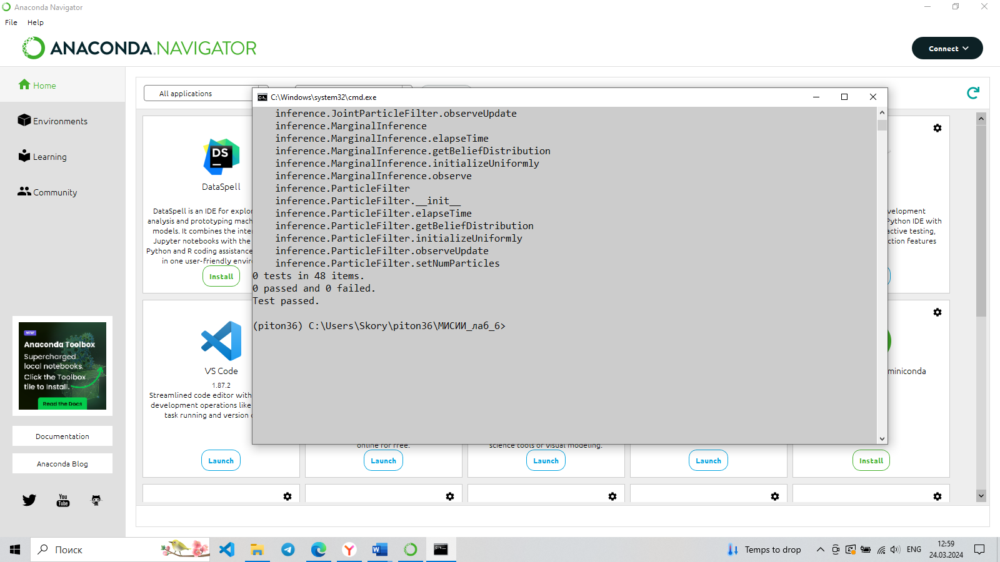 Anaconda Navigator
File Help
ANACONDA.NAVIGATOR
Connect
Home
Environments
Learning
Community
NEW
Anaconda Toolbox
Supercharged
local notebooks.
Click the Toolbox
tile to Install.
Read the Docs
Documentation
Anaconda Blog
You
Tube
All applications
DS
DataSpell
DataSpell is an IDE for explor
analysis and prototyping mach
models. It combines the inte
Jupyter notebooks with the
Python and R coding assistance
in one user-friendly envir
Install
C:\Windows\system32\cmd.exe
inference.JointParticleFilter.observeUpdate
inference.MarginalInference
inference.MarginalInference.elapseTime
inference.MarginalInference.getBeliefDistribution
inference.MarginalInference.initializeUniformly
inference.MarginalInference.observe
inference.ParticleFilter
inference.ParticleFilter.__init__
inference.ParticleFilter.elapseTime
inference.ParticleFilter.getBeliefDistribution
inference.ParticleFilter.initializeUniformly
inference.ParticleFilter.observeUpdate
inference.ParticleFilter.setNumParticles
0 tests in 48 items.
0 passed and 0 failed.
Test passed.
(piton36) C:\Users\Skory\piton36\МИСИИ_лаб_6>
velopment
Python IDE with
active testing,
ction features
VS Code
1.87.2
Streamlined code editor with
development operations like
task running and version
Launch
online for free.
Launch
science tools or visual modeling.
Launch
Launch
miniconda
Install
Поиск
Temps to drop
ENG
12:59
24.03.2024